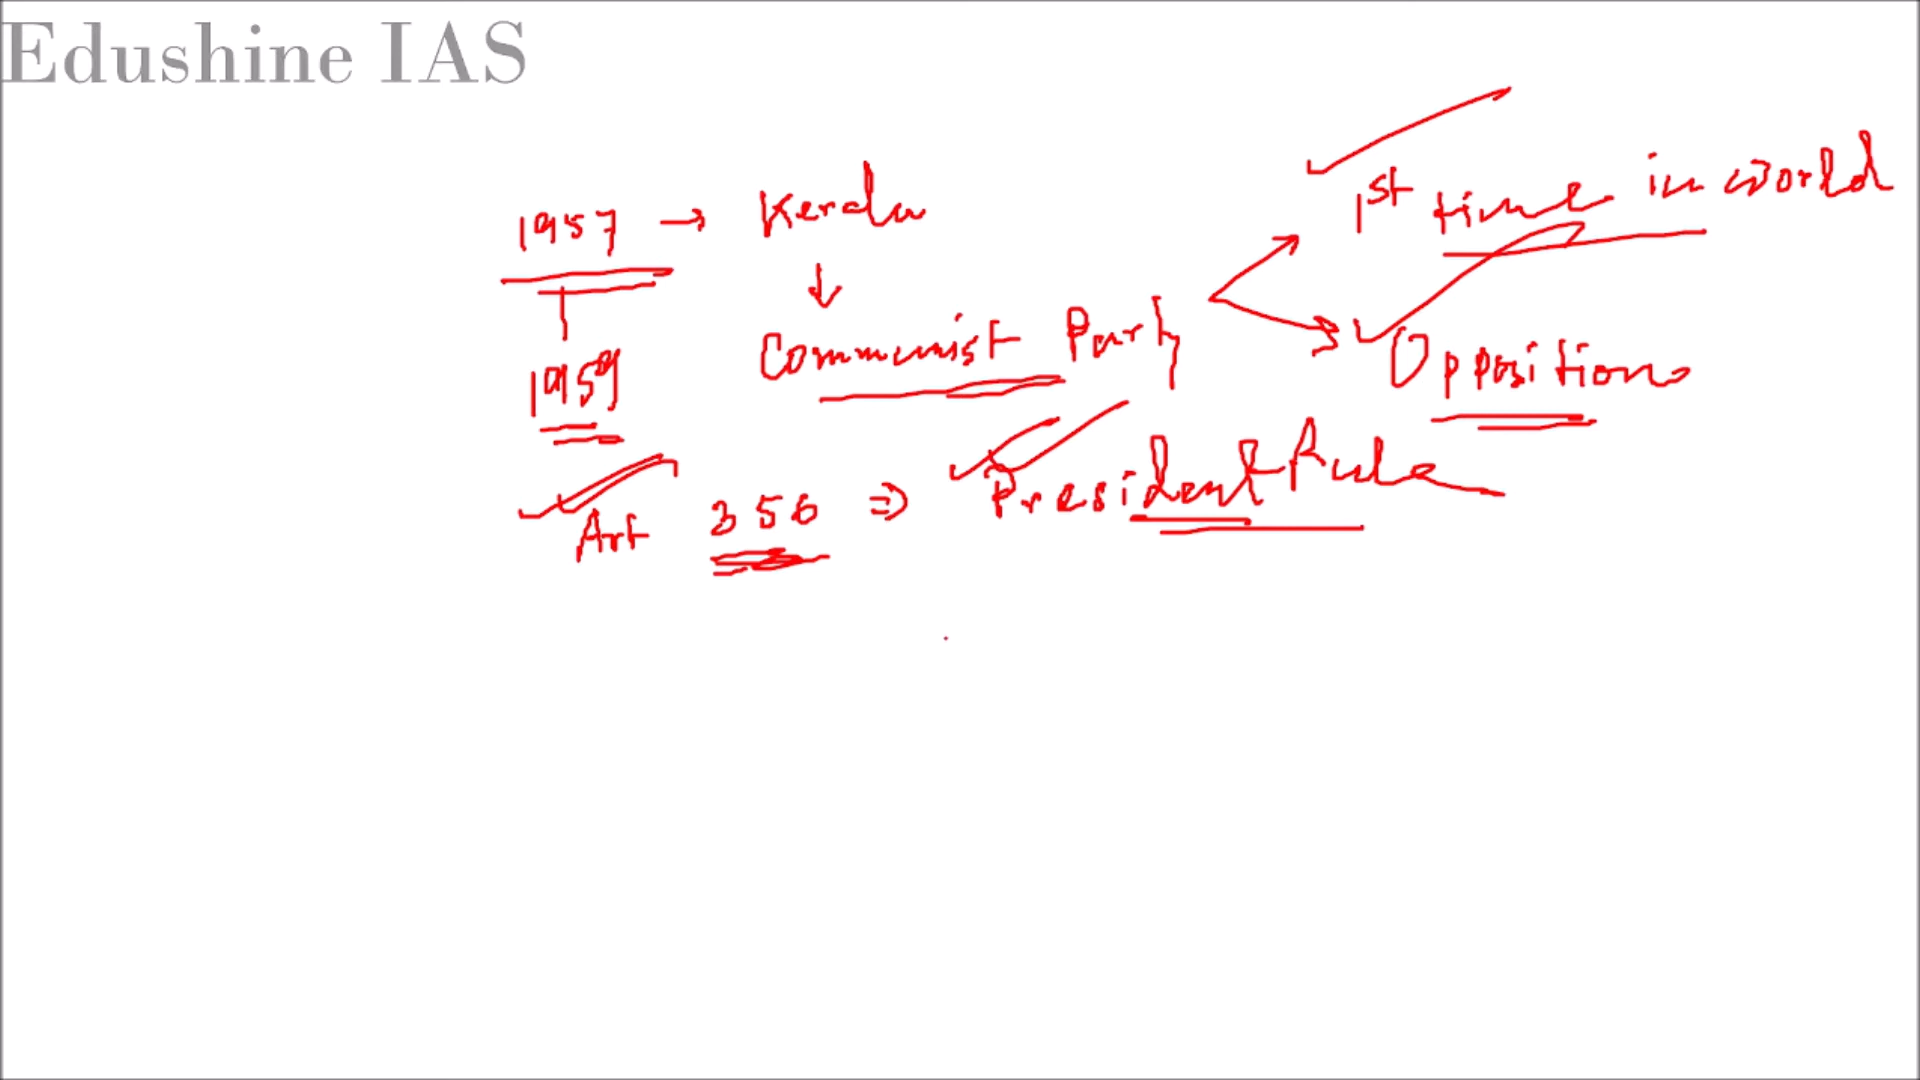 Edushine IAS
1957 → Kerala
1st time in world
Communist Party
Opposition
1959
Art 356 ⇒ President Rule